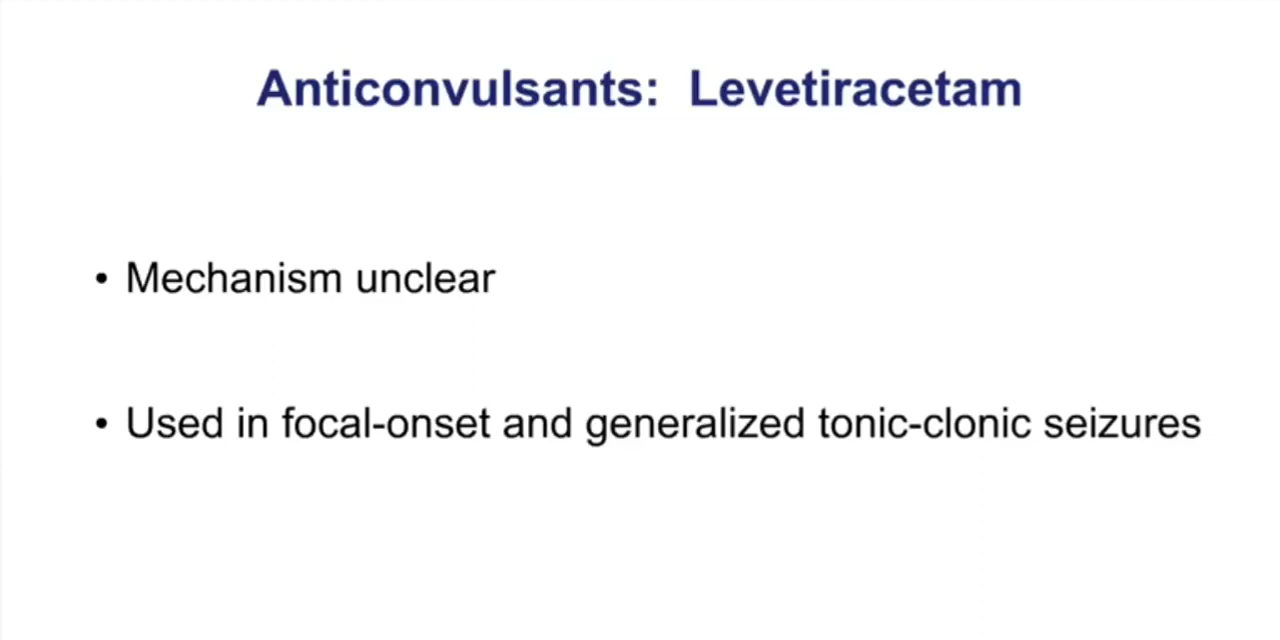 Anticonvulsants: Levetiracetam
• Mechanism unclear
• Used in focal-onset and generalized tonic-clonic seizures